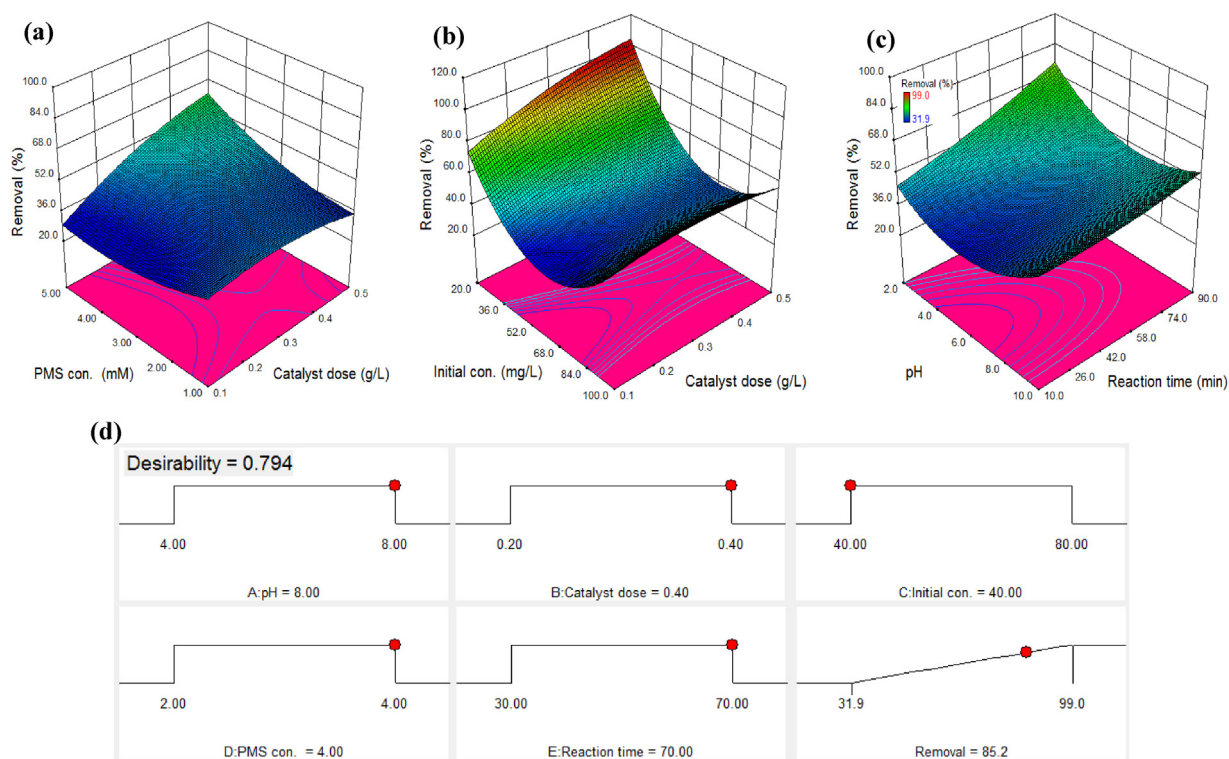 (a)
100.0
84.0
68.0
52.0
36.0
20.0
Removal (%)
5.00
4.00
3.00
2.00
1.00
PMS con. (mM)
0.1
0.2
0.3
0.4
0.5
Catalyst dose (g/L)
(b)
120.0
100.0
80.0
60.0
40.0
20.0
Removal (%)
20.0
36.0
52.0
68.0
84.0
100.0
Initial con. (mg/L)
0.1
0.2
0.3
0.4
0.5
Catalyst dose (g/L)
(c)
Removal (%)
99.0
31.9
100.0
84.0
68.0
52.0
36.0
20.0
Removal (%)
2.0
4.0
6.0
8.0
10.0
pH
10.0
26.0
42.0
58.0
74.0
90.0
Reaction time (min)
(d)
Desirability = 0.794
4.00 8.00
A:pH = 8.00
0.20 0.40
B:Catalyst dose = 0.40
40.00 80.00
C:Initial con. = 40.00
2.00 4.00
D:PMS con. = 4.00
30.00 70.00
E:Reaction time = 70.00
31.9 99.0
Removal = 85.2